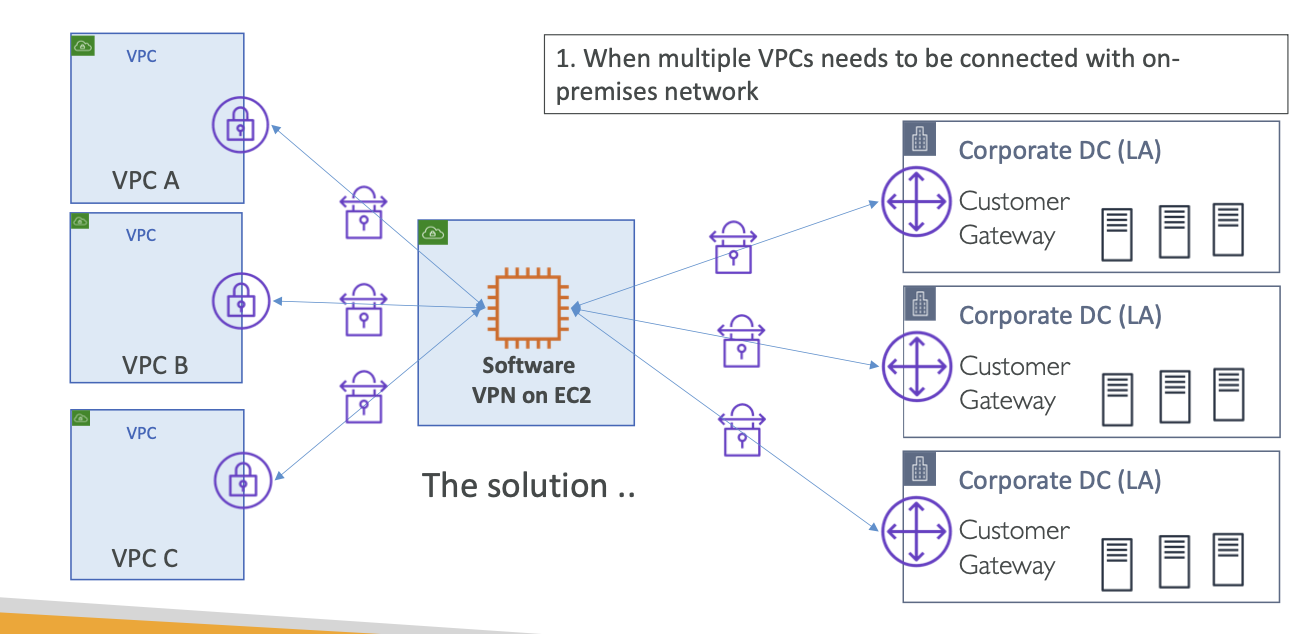 1. When multiple VPCs needs to be connected with on-
premises network
VPC
VPC A
VPC
VPC B
VPC
VPC C
Software
VPN on EC2
The solution ..
Corporate DC (LA)
Customer
Gateway
Corporate DC (LA)
Customer
Gateway
Corporate DC (LA)
Customer
Gateway